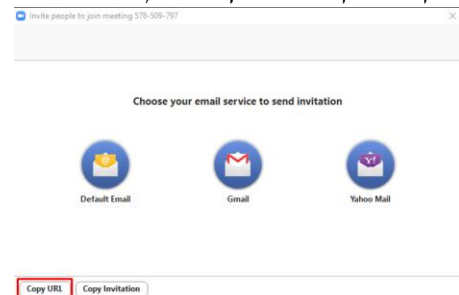 Invite people to join meeting 578-509-797
Choose your email service to send invitation
Default Email Gmail Yahoo Mail
Copy URL Copy Invitation